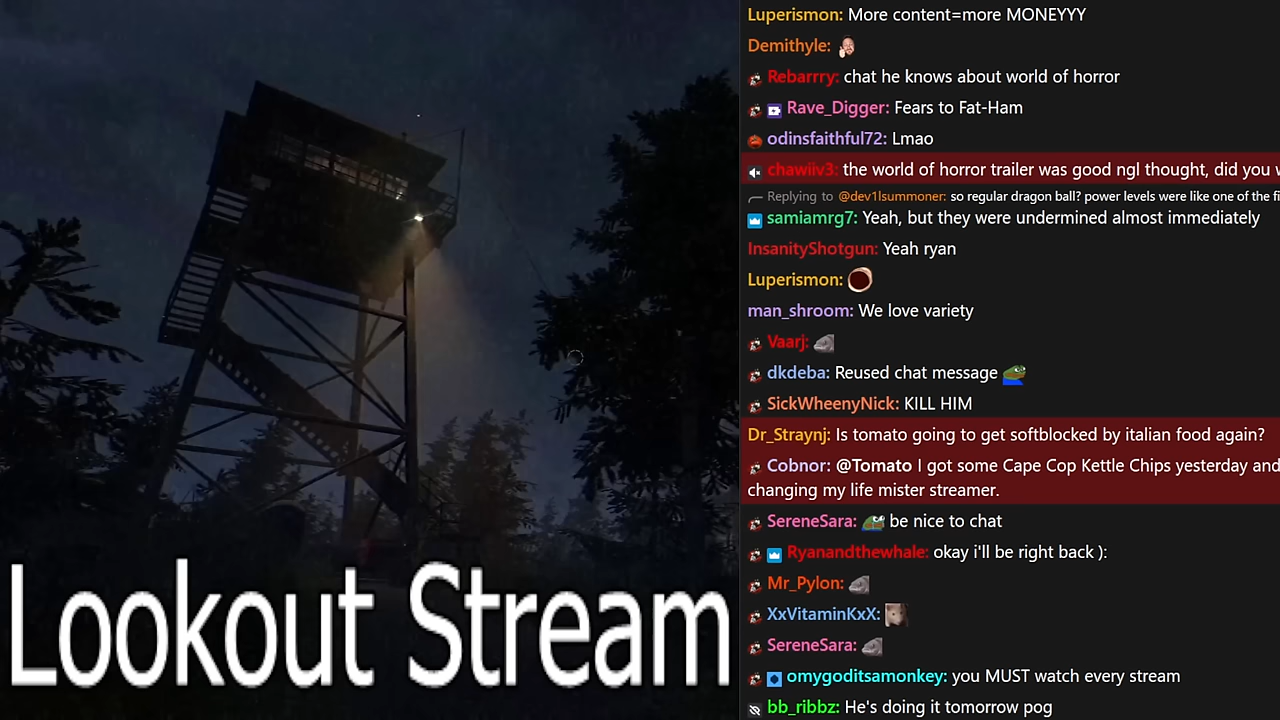 Luperismon: More content=more MONEYYY
Demithyle:
Rebarrry: chat he knows about world of horror
Rave_Digger: Fears to Fat-Ham
odinsfaithful72: Lmao
chawiiv3: the world of horror trailer was good ngl thought, did you
Replying to @dev1lsummoner: so regular dragon ball? power levels were like one of the
samiamrg7: Yeah, but they were undermined almost immediately
InsanityShotgun: Yeah ryan
Luperismon:
man_shroom: We love variety
Vaarj:
dkdeba: Reused chat message
SickWheenyNick: KILL HIM
Dr_Straynj: Is tomato going to get softblocked by italian food again?
Cobnor: @Tomato I got some Cape Cop Kettle Chips yesterday and
changing my life mister streamer.
SereneSara: be nice to chat
Ryanandthewhale: okay i'll be right back ):
Mr_Pylon:
XxVitaminKxX:
SereneSara:
omygoditsamonkey: you MUST watch every stream
bb_ribbz: He's doing it tomorrow pog
Lookout Stream